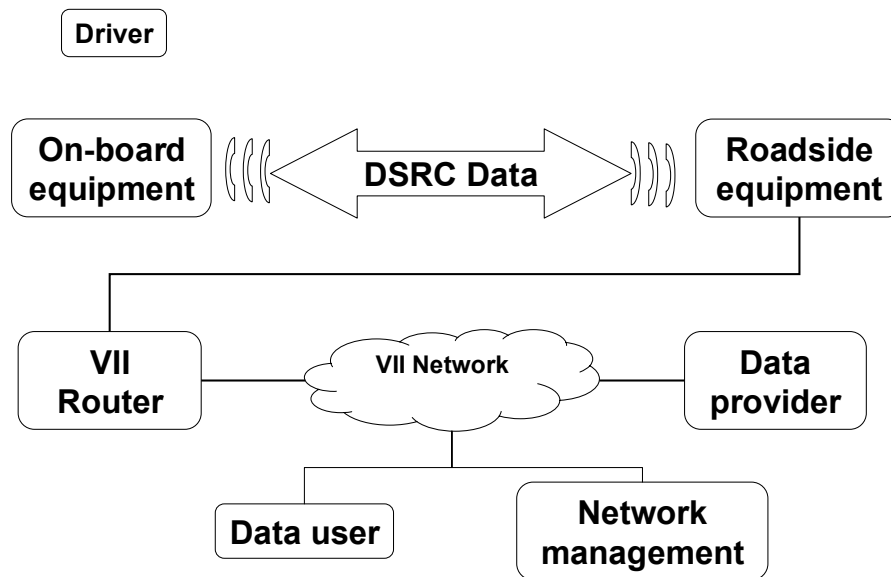 Driver
On-board
equipment
DSRC Data
Roadside
equipment
VII
Router
VII Network
Data
provider
Data user
Network
management